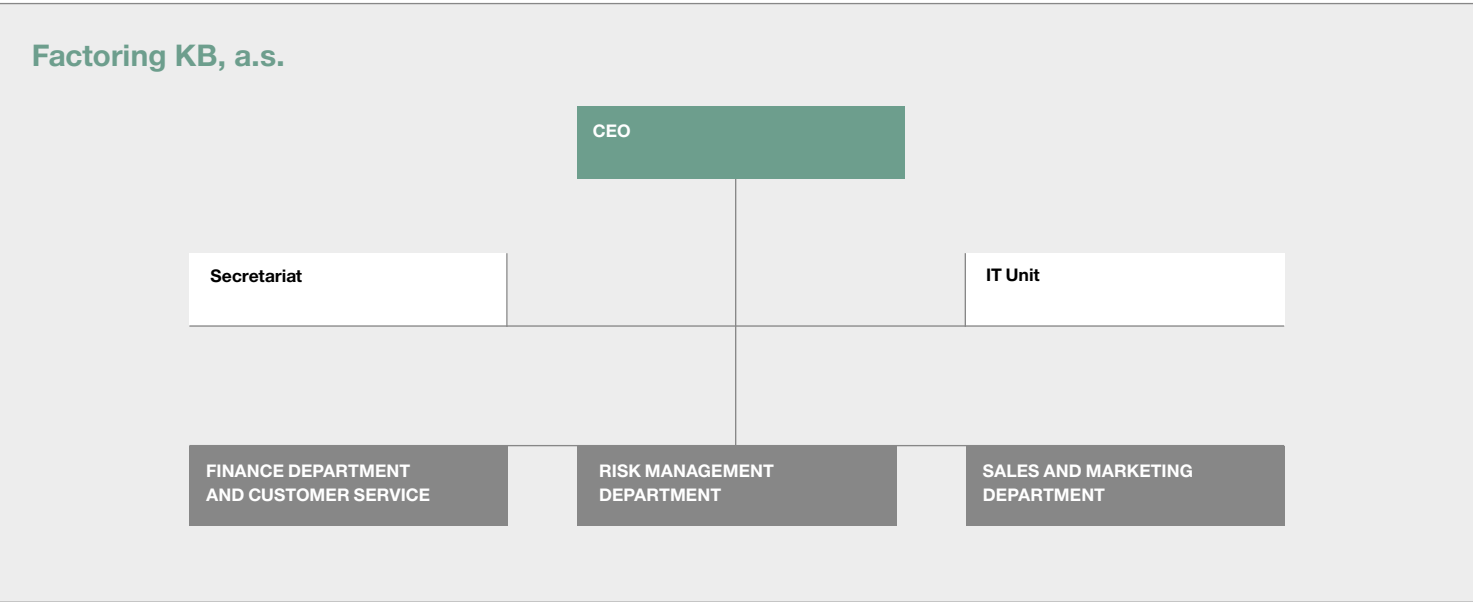 Factoring KB, a.s.
CEO
Secretariat
IT Unit
FINANCE DEPARTMENT
AND CUSTOMER SERVICE
RISK MANAGEMENT
DEPARTMENT
SALES AND MARKETING
DEPARTMENT